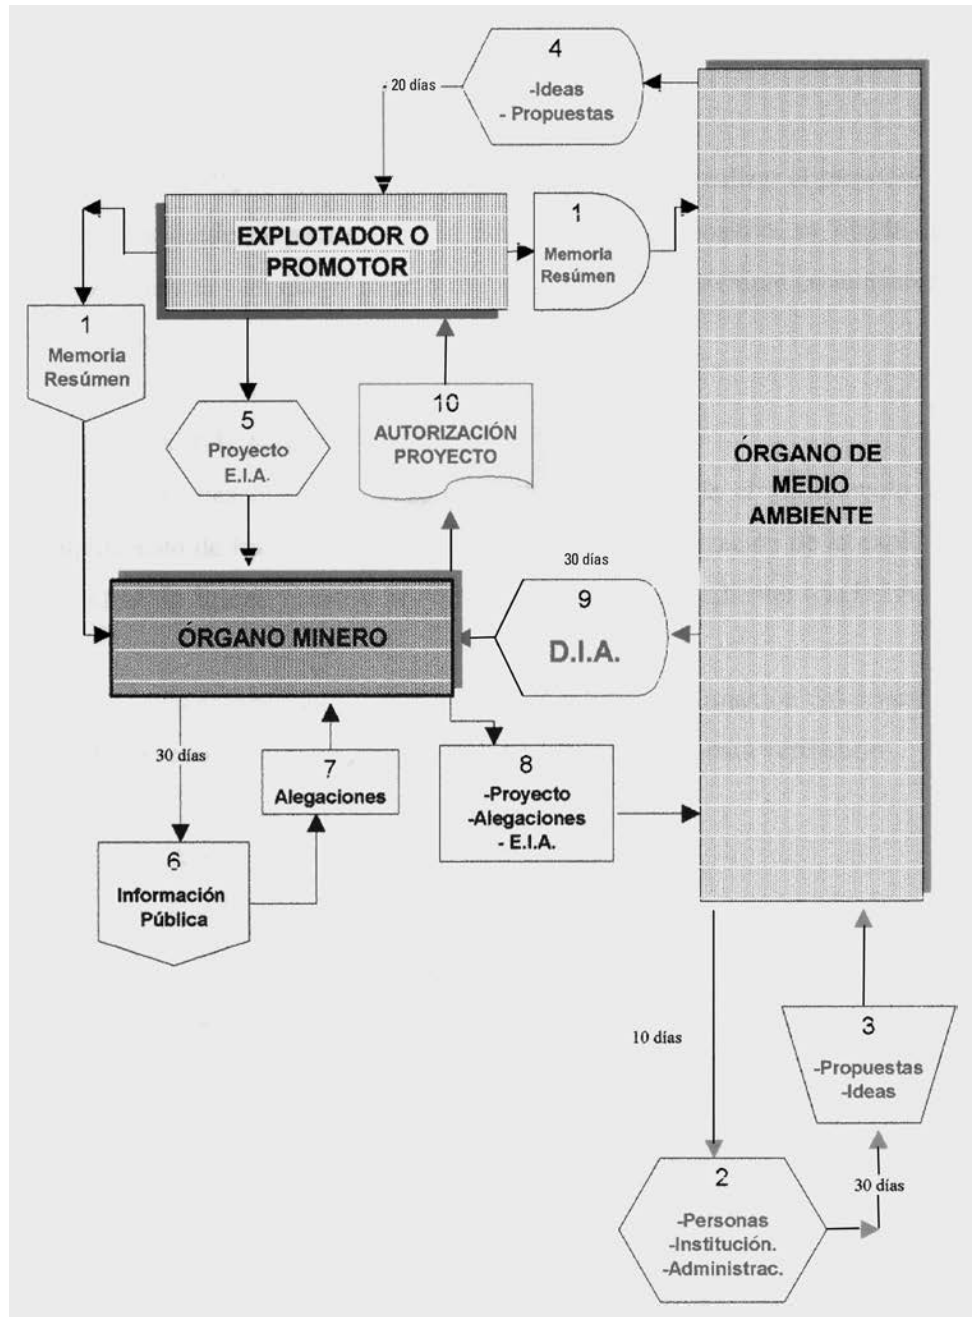 4
-Ideas
- Propuestas
20 días
EXPLOTADOR O
PROMOTOR
1
Memoria
Resúmen
1
Memoria
Resúmen
5
Proyecto
E.I.A.
10
AUTORIZACIÓN
PROYECTO
ÓRGANO DE
MEDIO
AMBIENTE
30 días
9
D.I.A.
ÓRGANO MINERO
30 días
7
Alegaciones
8
-Proyecto
-Alegaciones
- E.I.A.
6
Información
Pública
10 días
3
-Propuestas
-Ideas
30 días
2
-Personas
-Institución.
-Administrac.